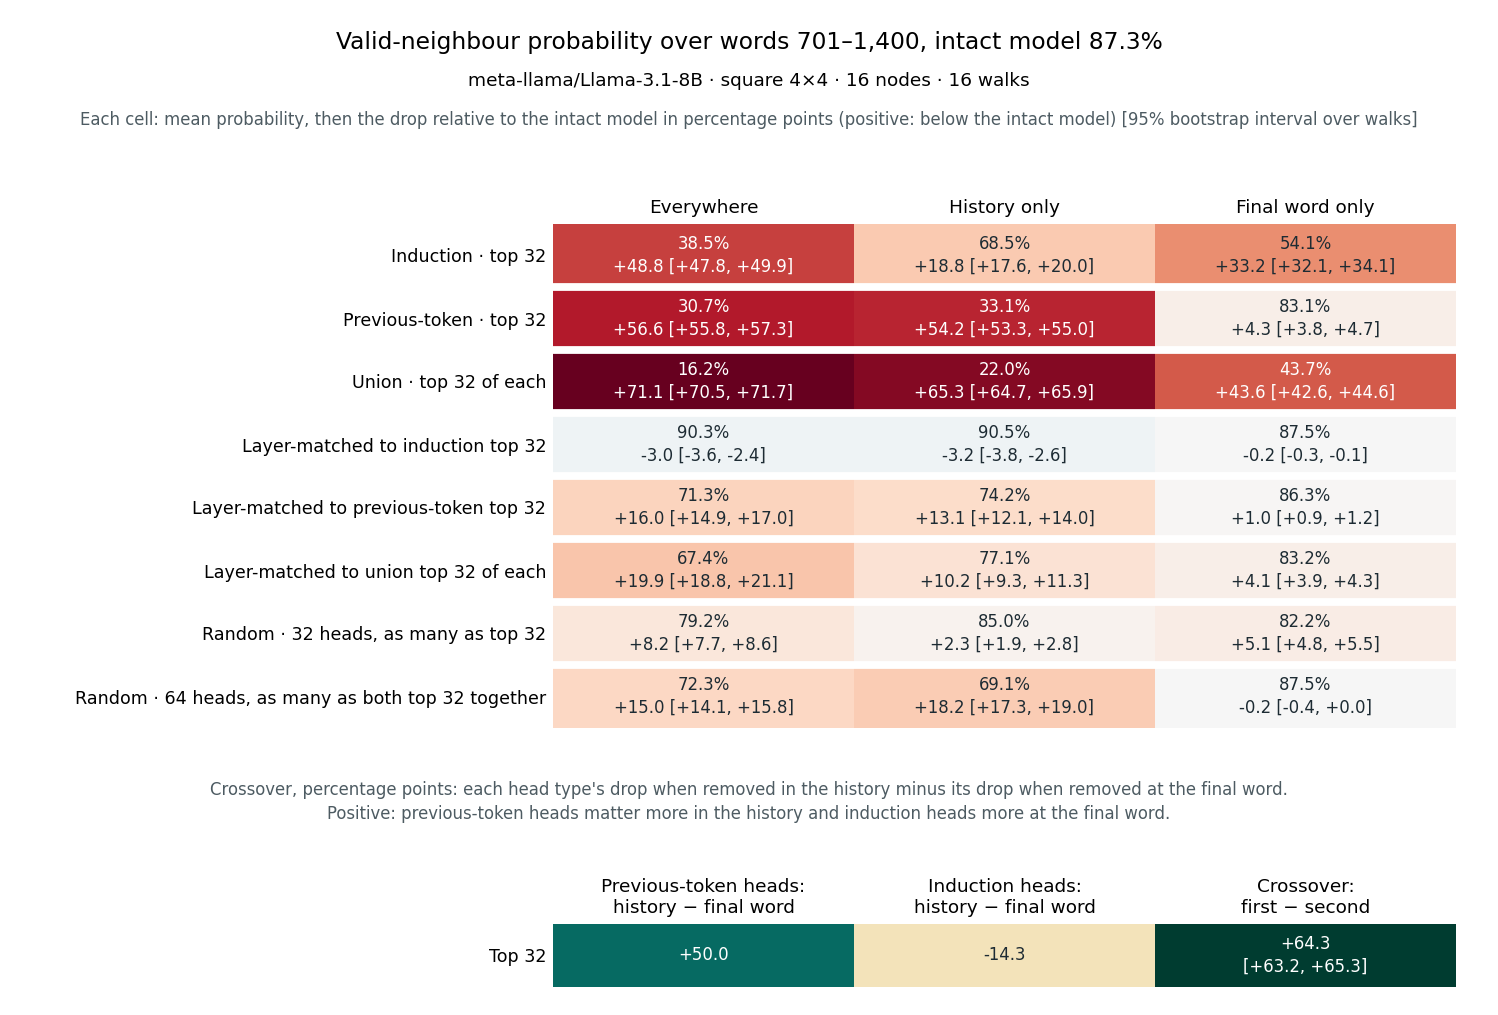 Valid-neighbour probability over words 701–1,400, intact model 87.3%
meta-llama/Llama-3.1-8B · square 4×4 · 16 nodes · 16 walks
Each cell: mean probability, then the drop relative to the intact model in percentage points (positive: below the intact model) [95% bootstrap interval over walks]
Everywhere History only Final word only
Induction · top 32
38.5% 68.5% 54.1%
+48.8 [+47.8, +49.9] +18.8 [+17.6, +20.0] +33.2 [+32.1, +34.1]
Previous-token · top 32
30.7% 33.1% 83.1%
+56.6 [+55.8, +57.3] +54.2 [+53.3, +55.0] +4.3 [+3.8, +4.7]
Union · top 32 of each
16.2% 22.0% 43.7%
+71.1 [+70.5, +71.7] +65.3 [+64.7, +65.9] +43.6 [+42.6, +44.6]
Layer-matched to induction top 32
90.3% 90.5% 87.5%
-3.0 [-3.6, -2.4] -3.2 [-3.8, -2.6] -0.2 [-0.3, -0.1]
Layer-matched to previous-token top 32
71.3% 74.2% 86.3%
+16.0 [+14.9, +17.0] +13.1 [+12.1, +14.0] +1.0 [+0.9, +1.2]
Layer-matched to union top 32 of each
67.4% 77.1% 83.2%
+19.9 [+18.8, +21.1] +10.2 [+9.3, +11.3] +4.1 [+3.9, +4.3]
Random · 32 heads, as many as top 32
79.2% 85.0% 82.2%
+8.2 [+7.7, +8.6] +2.3 [+1.9, +2.8] +5.1 [+4.8, +5.5]
Random · 64 heads, as many as both top 32 together
72.3% 69.1% 87.5%
+15.0 [+14.1, +15.8] +18.2 [+17.3, +19.0] -0.2 [-0.4, +0.0]
Crossover, percentage points: each head type's drop when removed in the history minus its drop when removed at the final word.
Positive: previous-token heads matter more in the history and induction heads more at the final word.
Previous-token heads: Induction heads: Crossover:
history − final word history − final word first − second
Top 32
+50.0 -14.3 +64.3
[+63.2, +65.3]